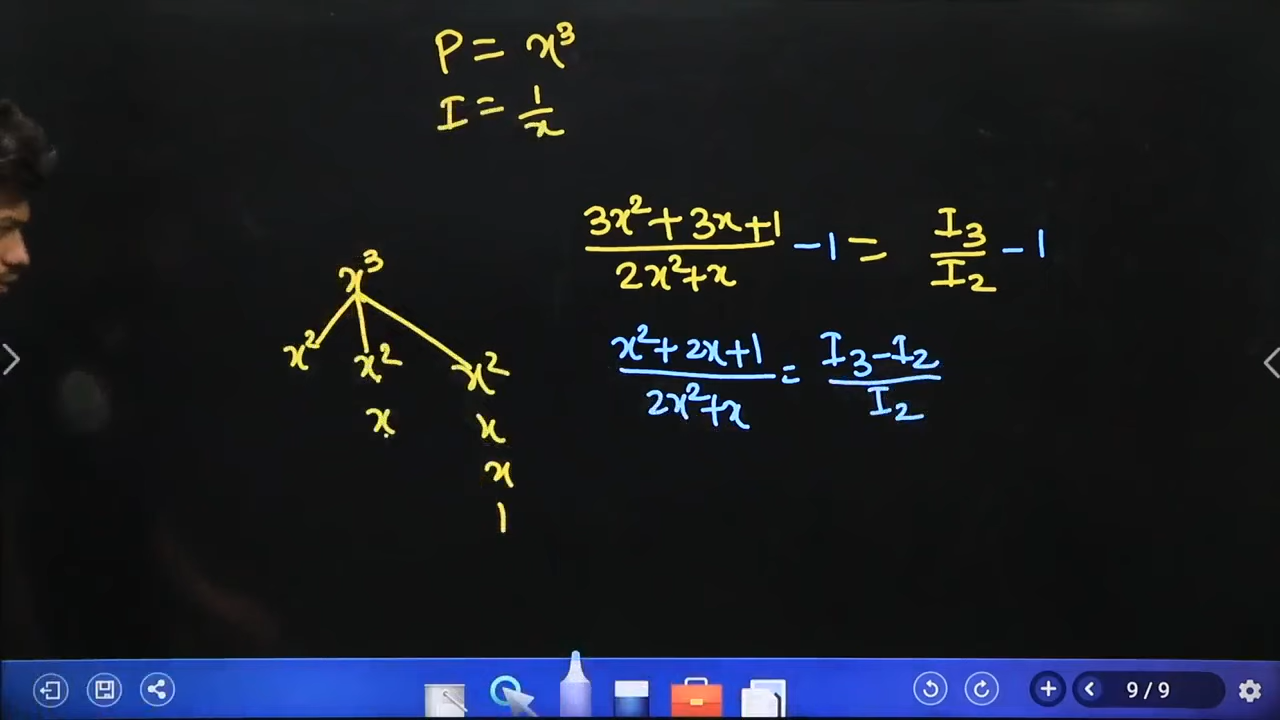 P = x³
I = 1/x
(3x² + 3x + 1)/(2x² + x) - 1 = I₃/I₂ - 1
x³
x² x² x²
(x² + 2x + 1)/(2x² + x) = (I₃ - I₂)/I₂
x x
x
1
9 / 9